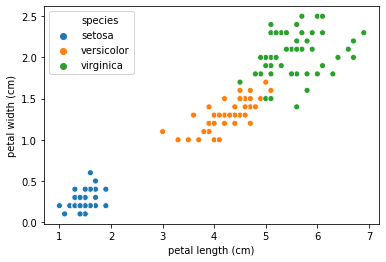 species
setosa
versicolor
virginica
2.5
2.0
1.5
1.0
0.5
0.0
petal width (cm)
1 2 3 4 5 6 7
petal length (cm)